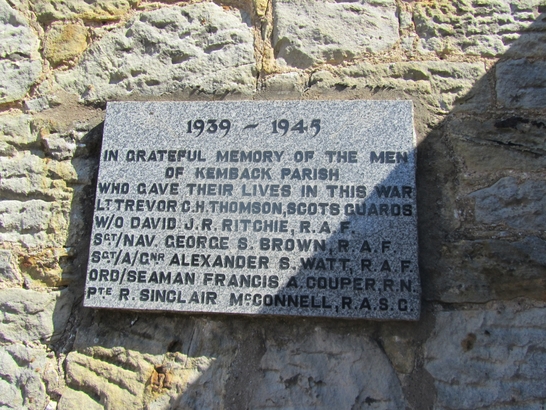 1939 - 1945
IN GRATEFUL MEMORY OF THE MEN
OF KEMBACK PARISH
WHO GAVE THEIR LIVES IN THIS WAR
LT TREVOR G.H. THOMSON, SCOTS GUARDS
W/O DAVID J.R. RITCHIE, R.A.F.
SGT/NAV. GEORGE S. BROWN, R.A.F.
SGT/A/GNR ALEXANDER S. WATT, R.A.F.
ORD/SEAMAN FRANCIS A. COUPER, R.N.
PTE R. SINCLAIR MCCONNELL, R.A.S.C.